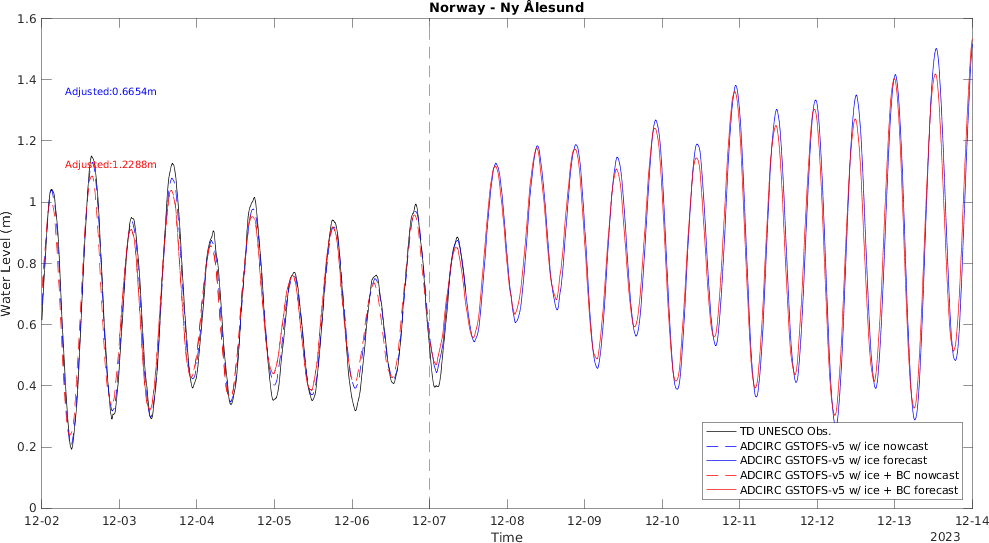 Norway - Ny Ålesund
1.6
1.4
1.2
1
0.8
0.6
0.4
0.2
0
Water Level (m)
Adjusted:0.6654m
Adjusted:1.2288m
TD UNESCO Obs.
ADCIRC GSTOFS-v5 w/ ice nowcast
ADCIRC GSTOFS-v5 w/ ice forecast
ADCIRC GSTOFS-v5 w/ ice + BC nowcast
ADCIRC GSTOFS-v5 w/ ice + BC forecast
12-02 12-03 12-04 12-05 12-06 12-07 12-08 12-09 12-10 12-11 12-12 12-13 12-14
Time
2023